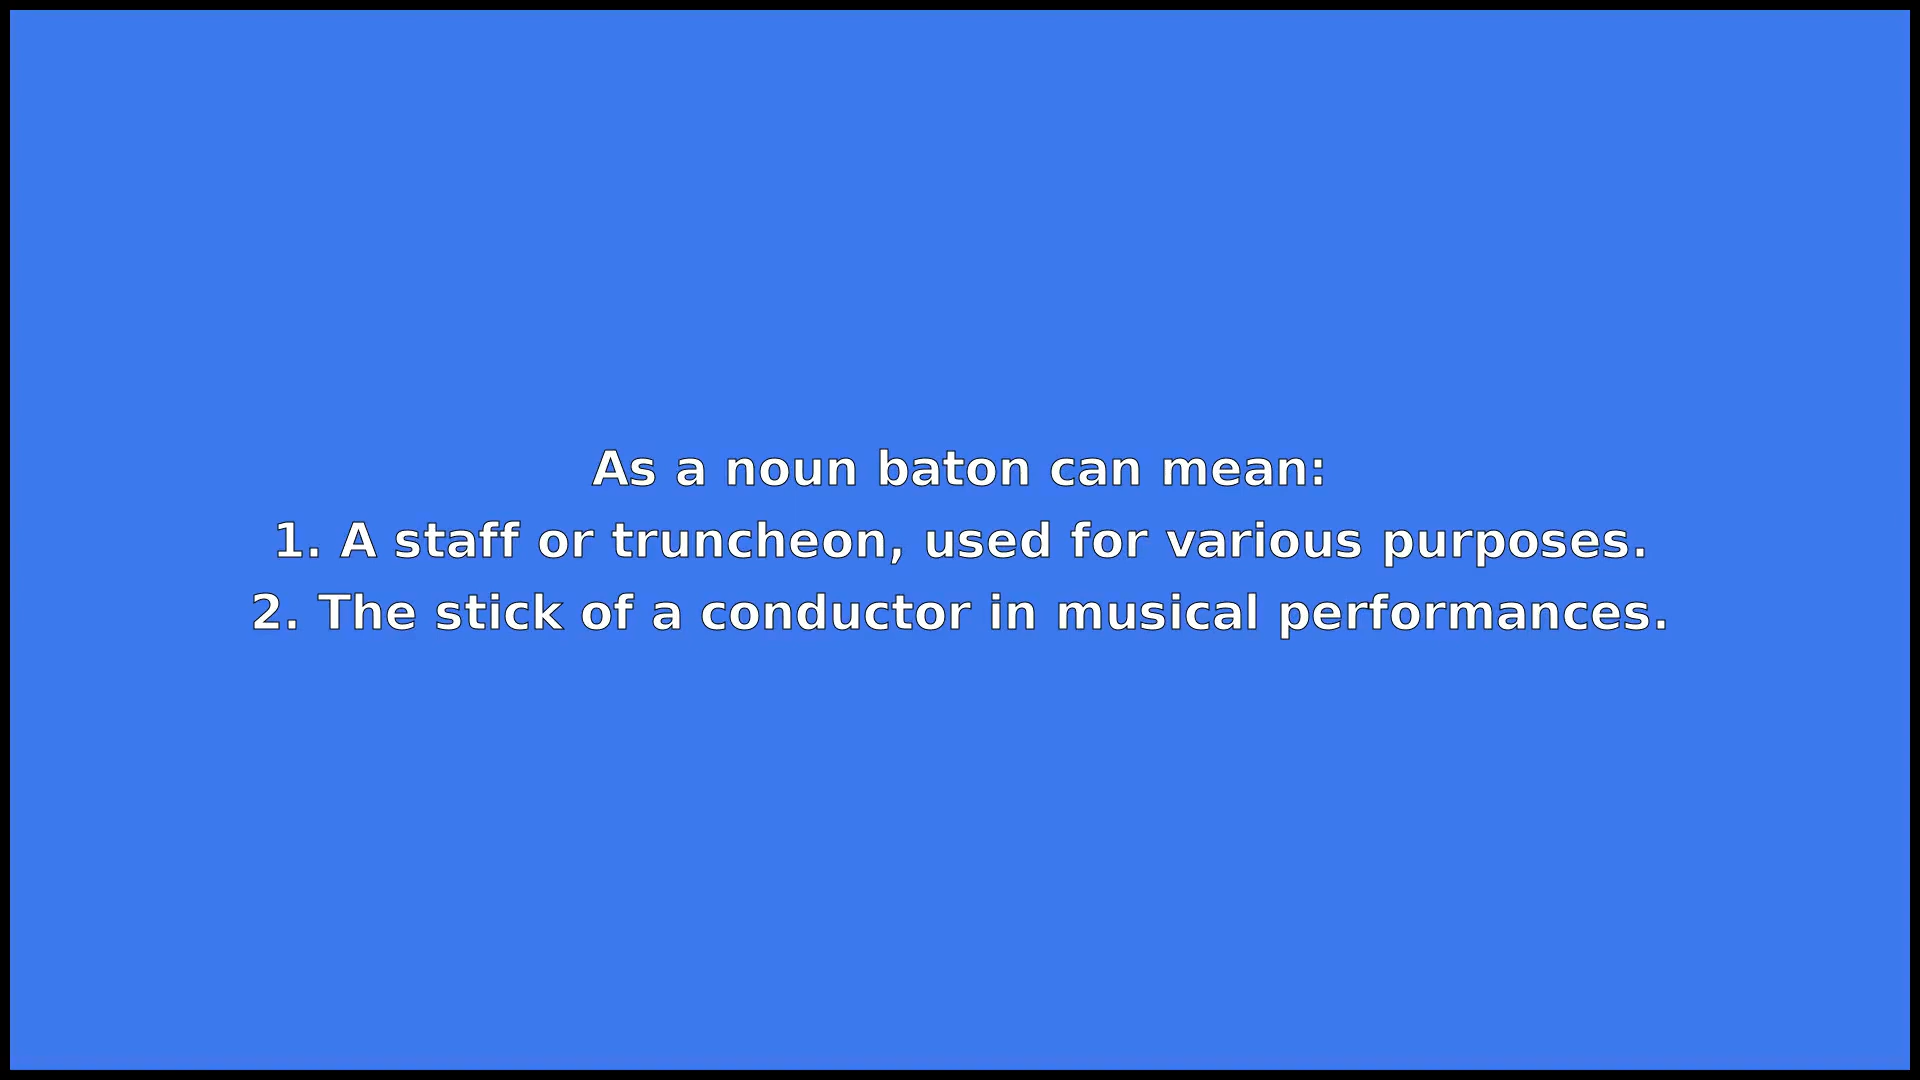 As a noun baton can mean:
1. A staff or truncheon, used for various purposes.
2. The stick of a conductor in musical performances.